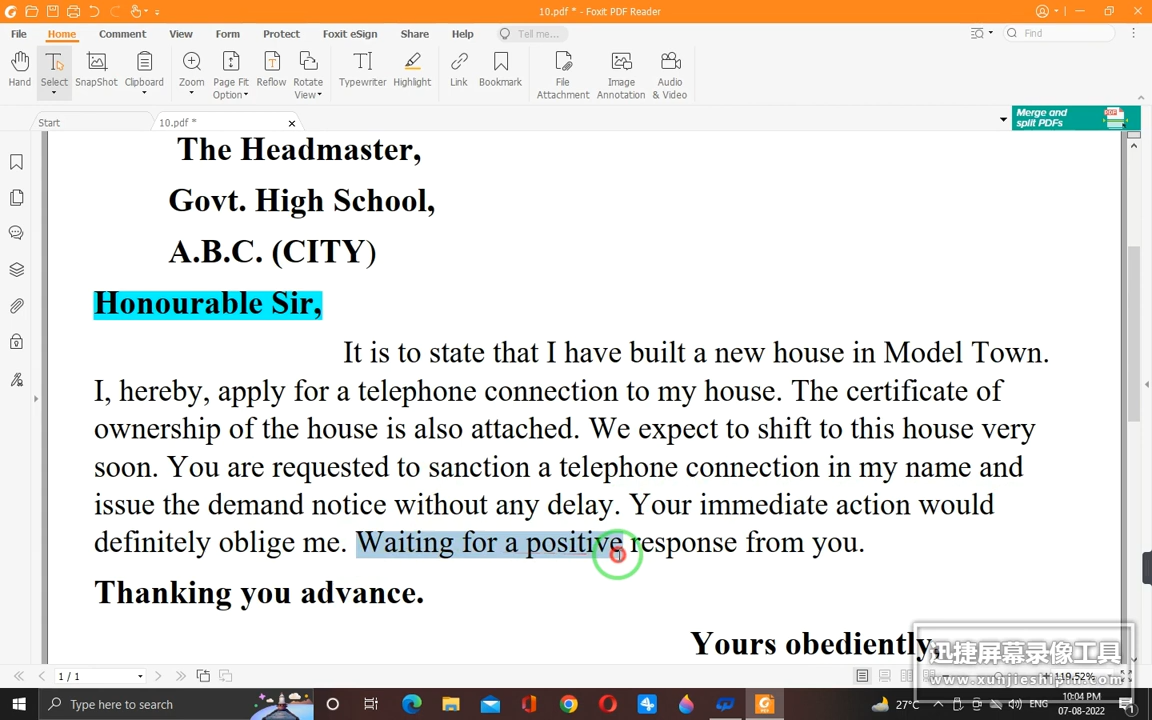 10.pdf * - Foxit PDF Reader
File Home Comment View Form Protect Foxit eSign Share Help Tell me... Find
Hand Select SnapShot Clipboard Zoom Page Fit Option Reflow Rotate View Typewriter Highlight Link Bookmark File Attachment Image Annotation Audio & Video
Start 10.pdf * Merge and split PDFs
The Headmaster,
Govt. High School,
A.B.C. (CITY)
Honourable Sir,
It is to state that I have built a new house in Model Town.
I, hereby, apply for a telephone connection to my house. The certificate of
ownership of the house is also attached. We expect to shift to this house very
soon. You are requested to sanction a telephone connection in my name and
issue the demand notice without any delay. Your immediate action would
definitely oblige me. Waiting for a positive response from you.
Thanking you advance.
Yours obediently,
迅捷屏幕录像工具
www.xunjieshipin.com
1 / 1 119.52%
Type here to search 27°C ENG 10:04 PM
07-08-2022